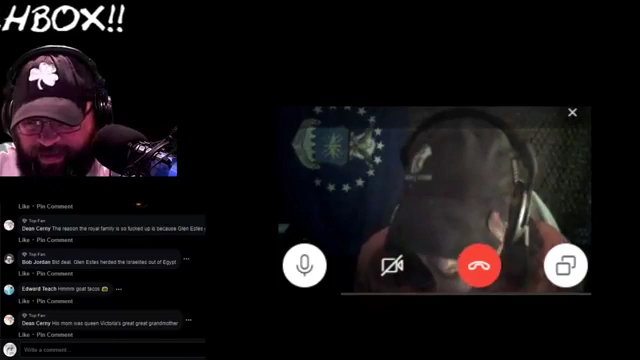 HBOX!!
Like · Pin Comment
Top Fan
Dean Cerny The reason the royal family is so fucked up is because Glen Estes
Like · Pin Comment
Top Fan
Bob Jordan Bid deal. Glen Estes herded the Israelites out of Egypt
Like · Pin Comment
Edward Teach Hmmm goat tacos
Like · Pin Comment
Top Fan
Dean Cerny His mom was queen Victoria's great great grandmother
Like · Pin Comment
Write a comment...